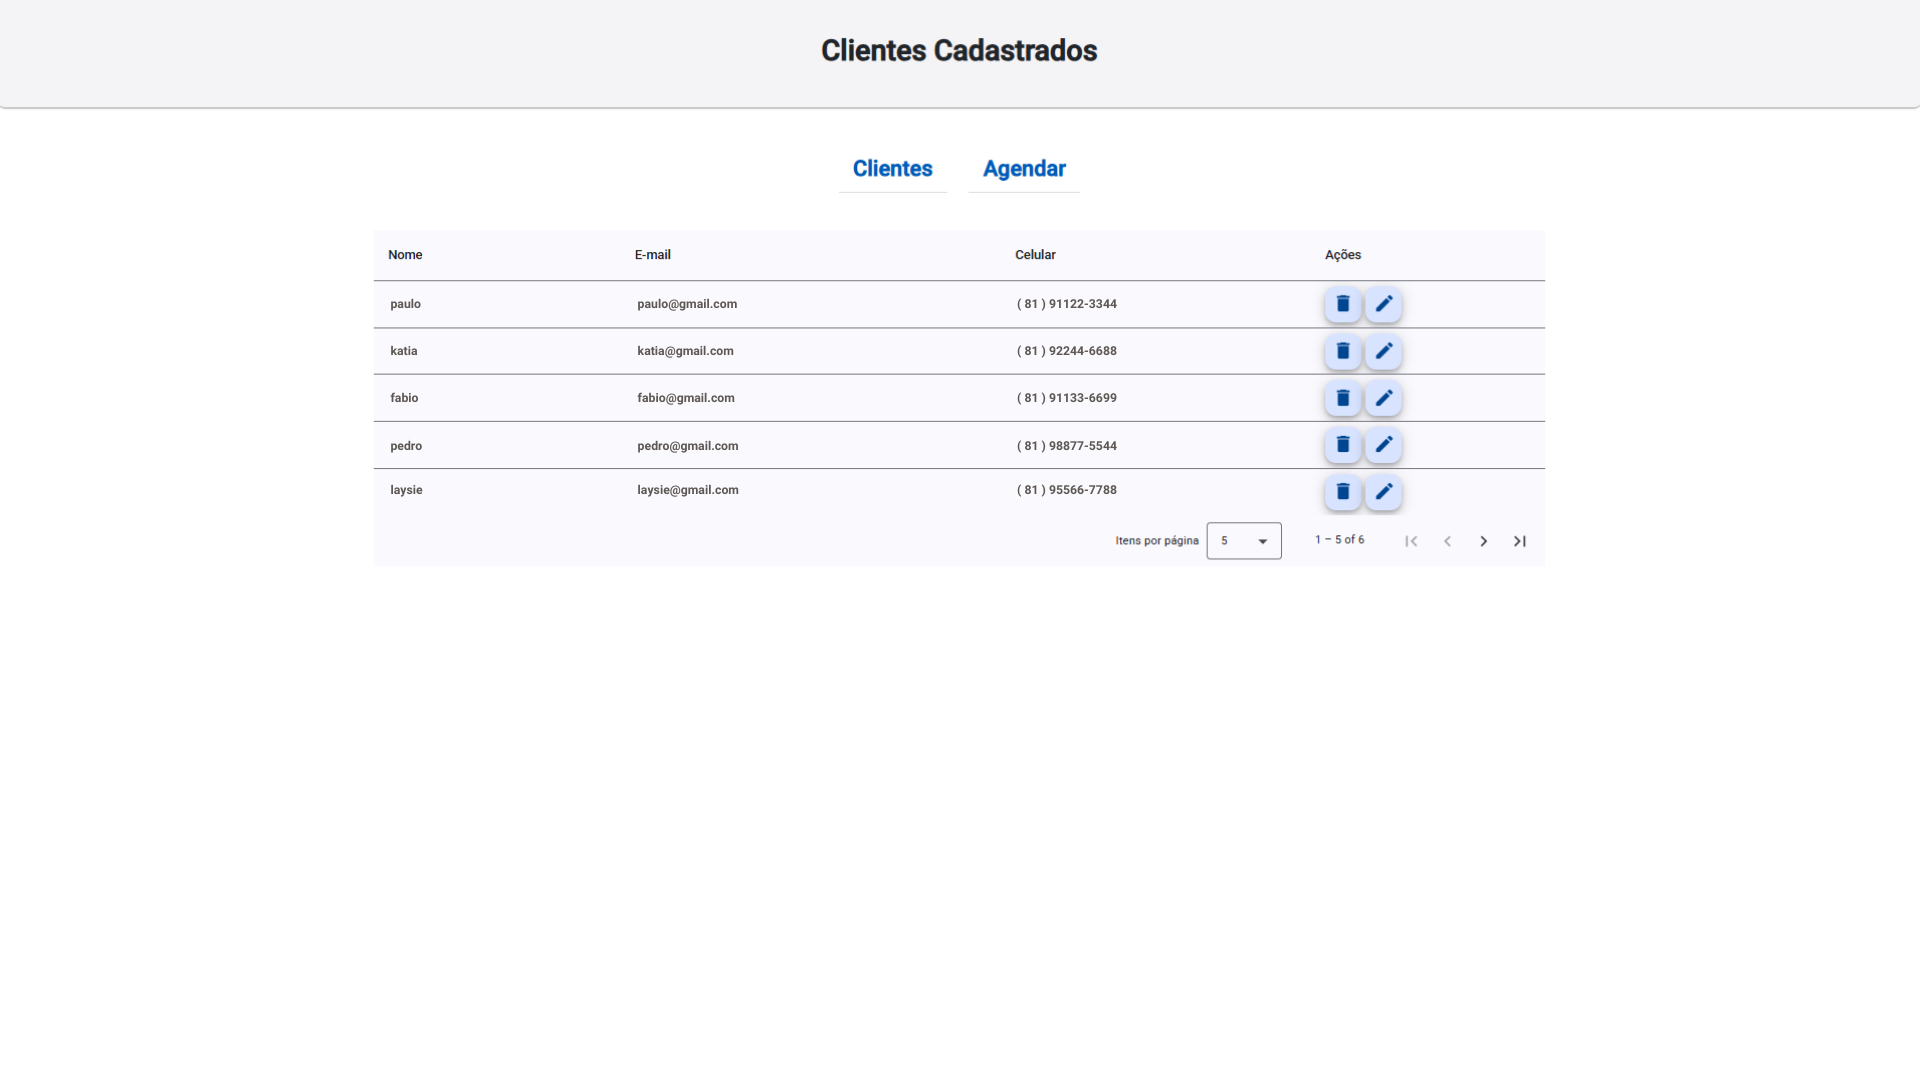 Clientes Cadastrados
Clientes Agendar
Nome E-mail Celular Ações
paulo paulo@gmail.com ( 81 ) 91122-3344
katia katia@gmail.com ( 81 ) 92244-6688
fabio fabio@gmail.com ( 81 ) 91133-6699
pedro pedro@gmail.com ( 81 ) 98877-5544
laysie laysie@gmail.com ( 81 ) 95566-7788
Itens por página 5 1 – 5 of 6